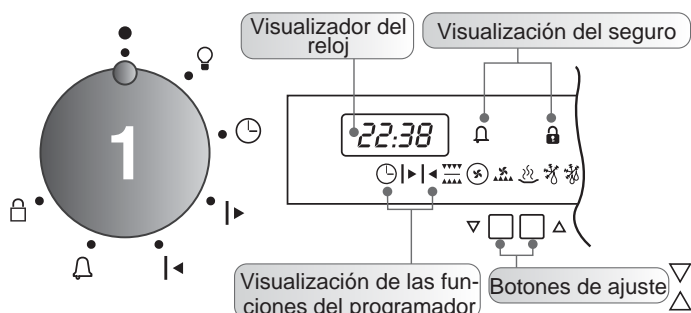 Visualizador del
reloj
Visualización del seguro
1
22:38
Visualización de las fun-
ciones del programador
Botones de ajuste